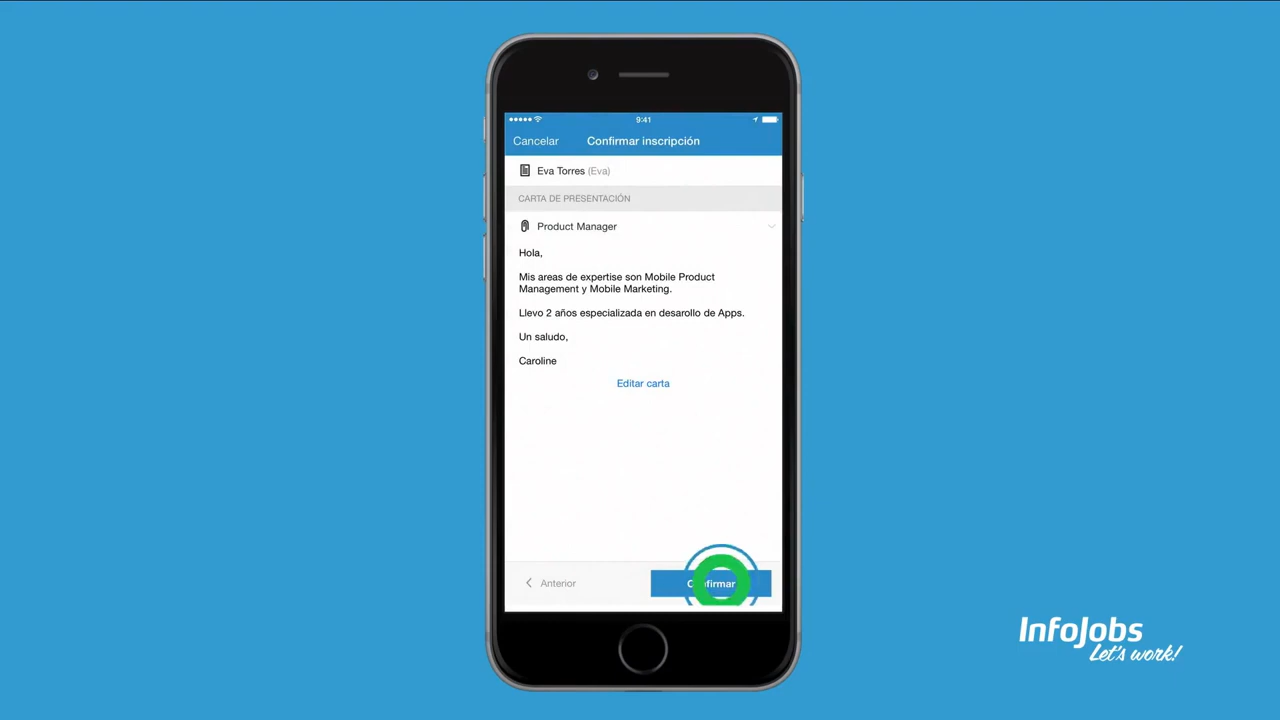 9:41
Cancelar
Confirmar inscripción
Eva Torres (Eva)
CARTA DE PRESENTACIÓN
Product Manager
Hola,
Mis areas de expertise son Mobile Product
Management y Mobile Marketing.
Llevo 2 años especializada en desarollo de Apps.
Un saludo,
Caroline
Editar carta
Anterior
Confirmar
InfoJobs
Let's work!